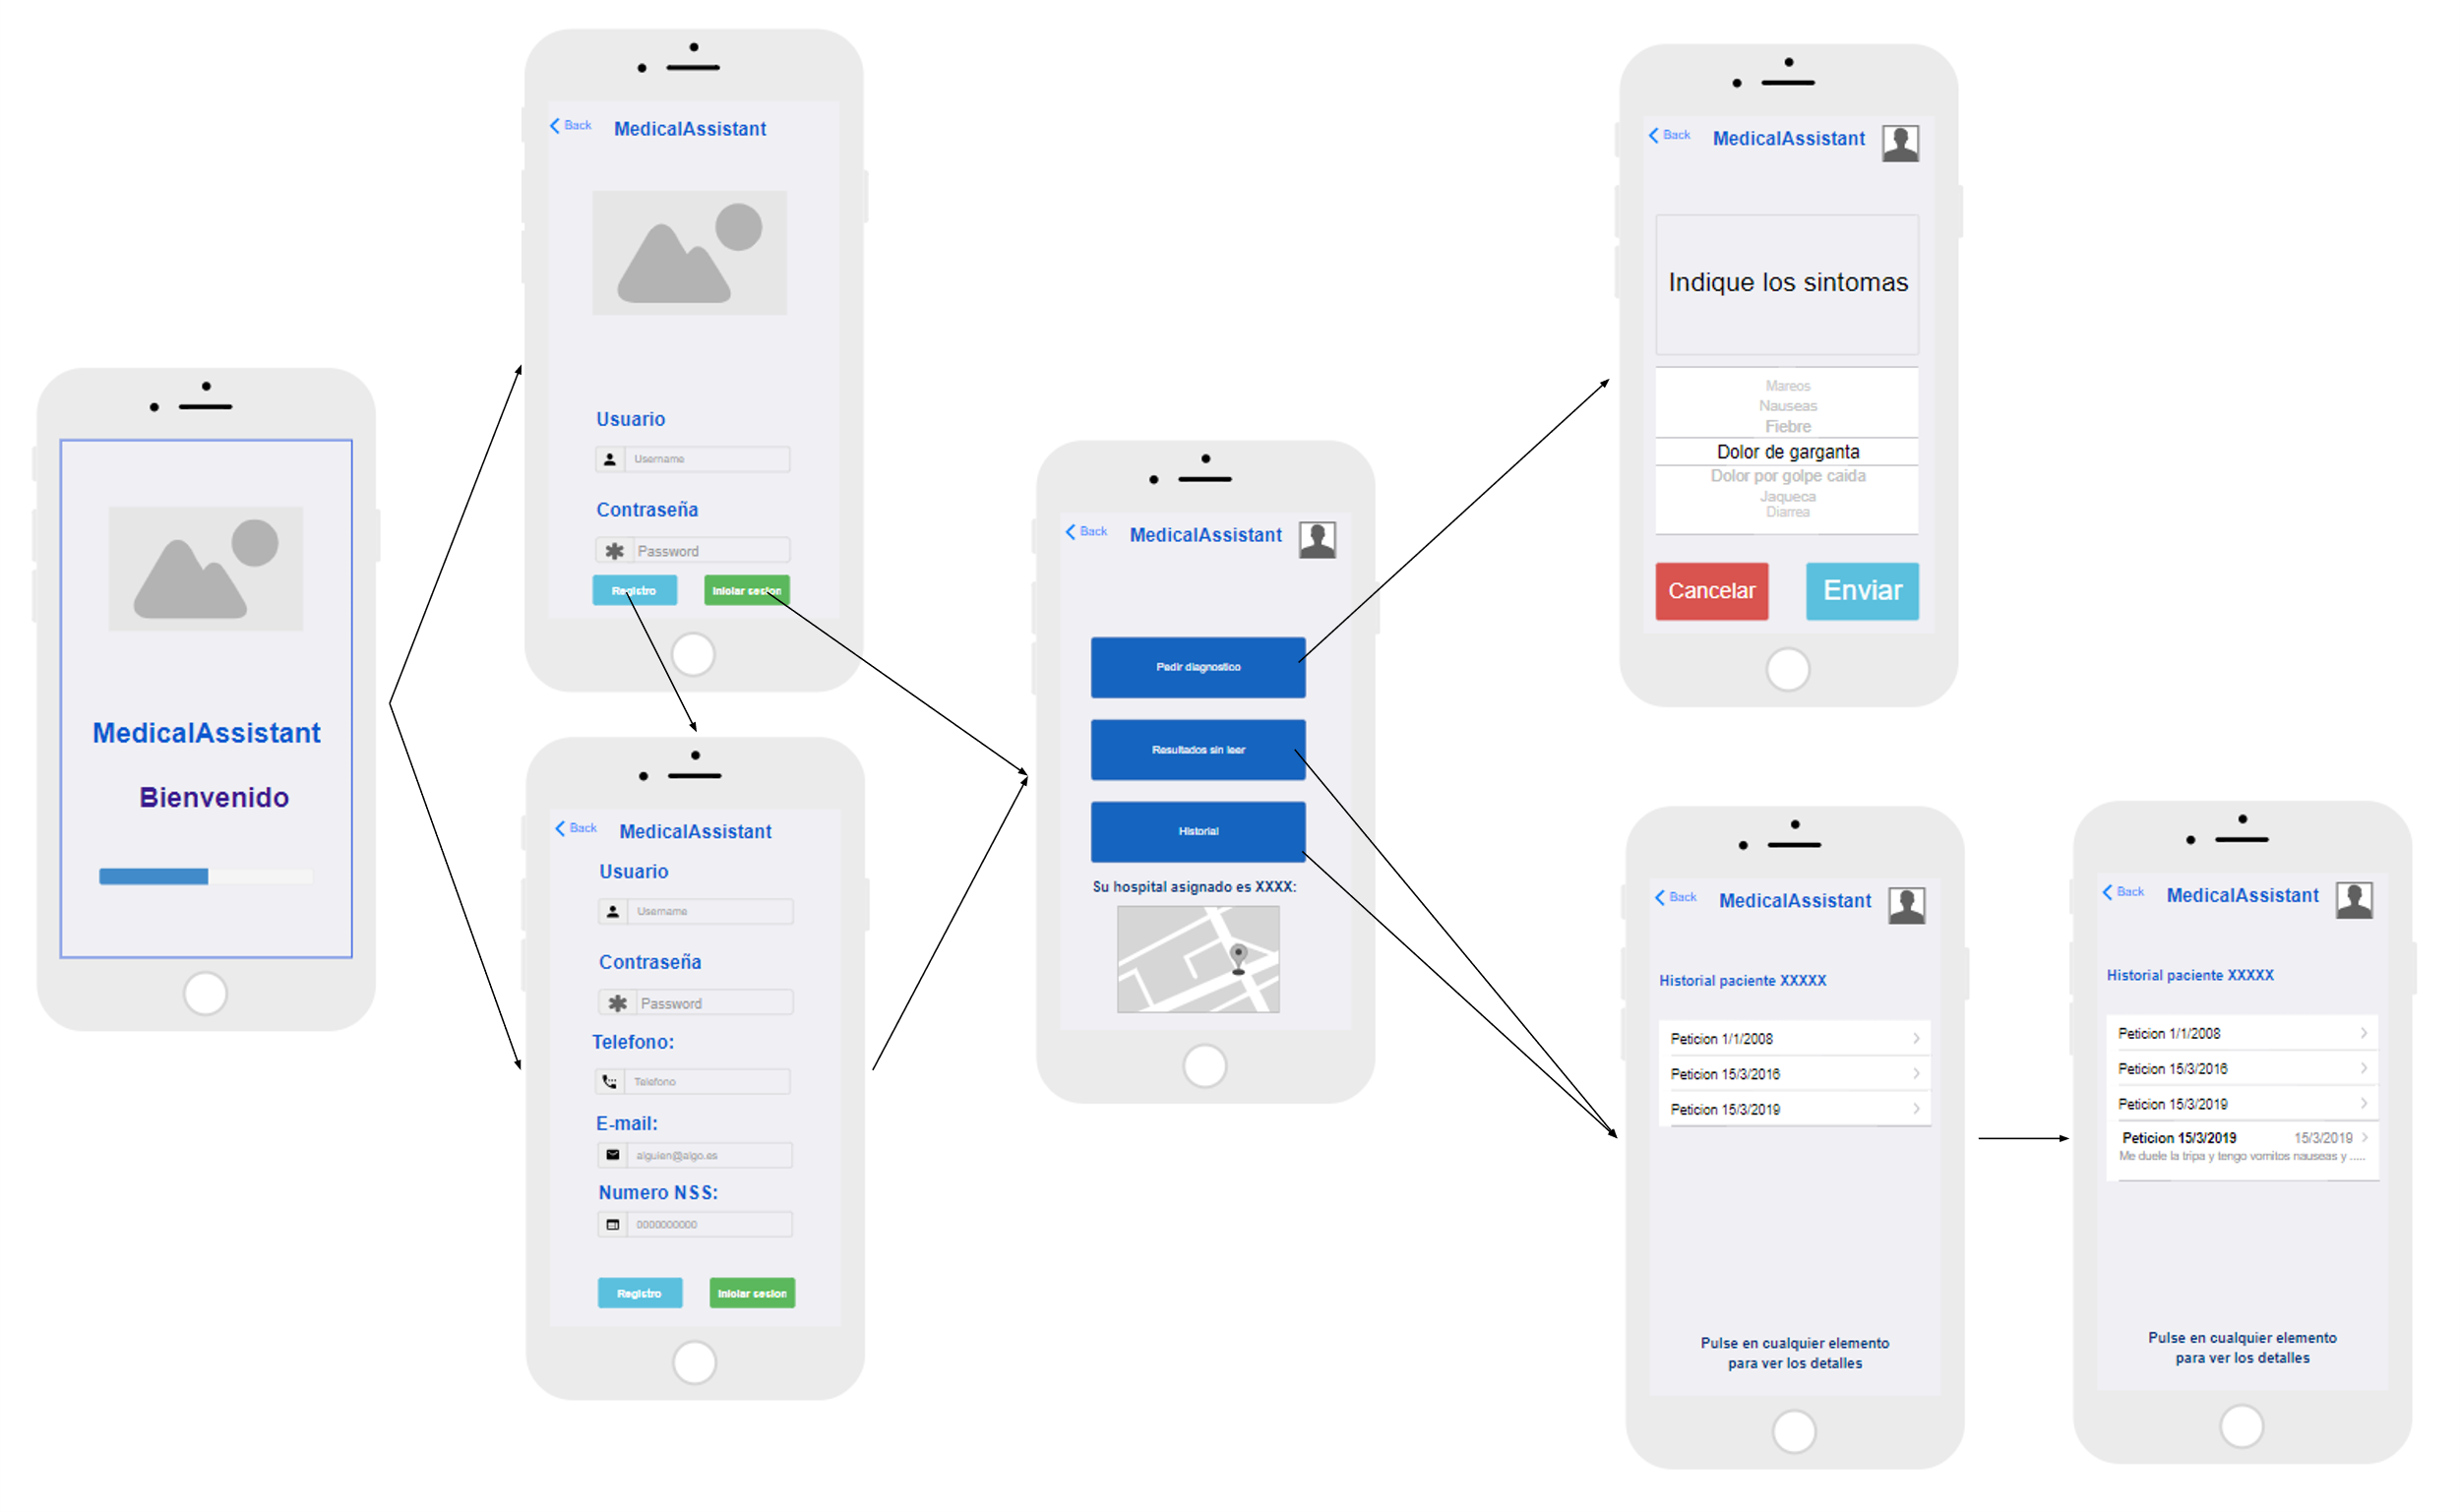 MedicalAssistant
Bienvenido
Back
MedicalAssistant
Usuario
Username
Contraseña
Password
Registro
Iniciar sesion
Back
MedicalAssistant
Usuario
Username
Contraseña
Password
Telefono:
Telefono
E-mail:
alguien@algo.es
Numero NSS:
0000000000
Registro
Iniciar sesion
Back
MedicalAssistant
Pedir diagnostico
Resultados sin leer
Historial
Su hospital asignado es XXXX:
Back
MedicalAssistant
Indique los sintomas
Mareos
Nauseas
Fiebre
Dolor de garganta
Dolor por golpe caida
Jaqueca
Diarrea
Cancelar
Enviar
Back
MedicalAssistant
Historial paciente XXXXX
Peticion 1/1/2008
Peticion 15/3/2016
Peticion 15/3/2019
Pulse en cualquier elemento
para ver los detalles
Back
MedicalAssistant
Historial paciente XXXXX
Peticion 1/1/2008
Peticion 15/3/2016
Peticion 15/3/2019
Peticion 15/3/2019 15/3/2019
Me duele la tripa y tengo vomitos nauseas y .....
Pulse en cualquier elemento
para ver los detalles